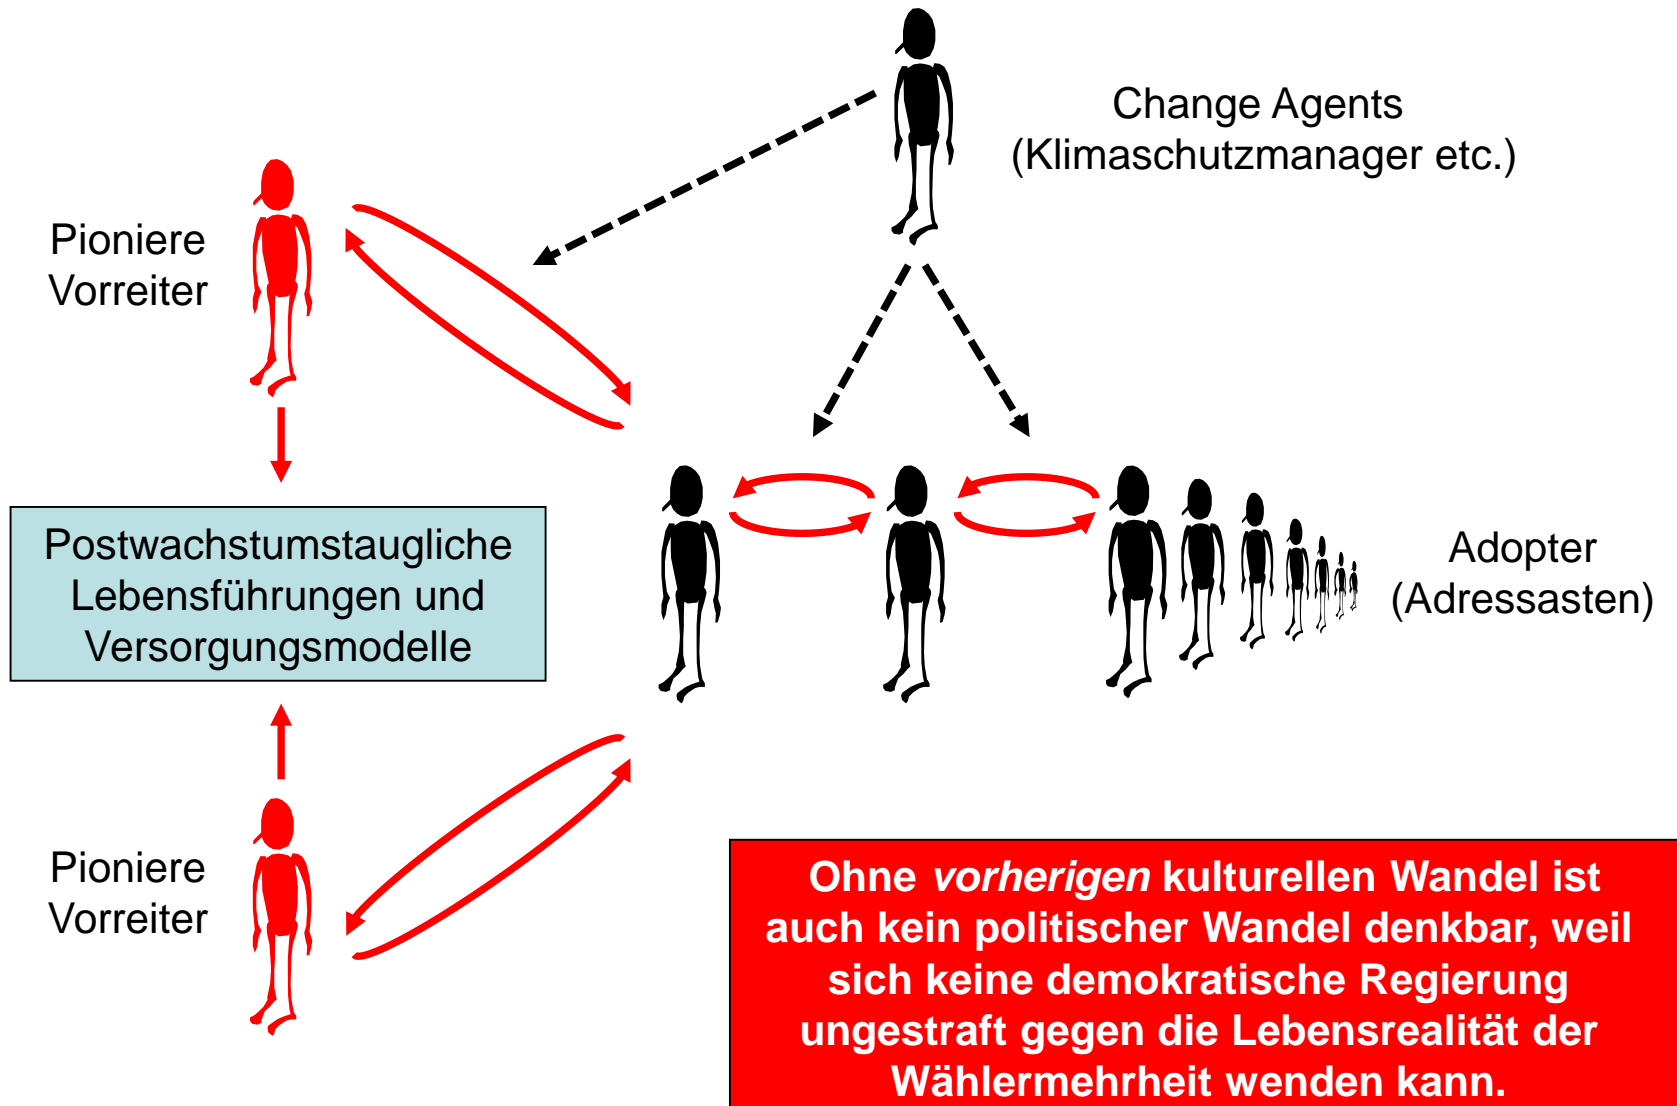 Change Agents
(Klimaschutzmanager etc.)
Pioniere
Vorreiter
Postwachstumstaugliche
Lebensführungen und
Versorgungsmodelle
Adopter
(Adressasten)
Pioniere
Vorreiter
Ohne vorherigen kulturellen Wandel ist
auch kein politischer Wandel denkbar, weil
sich keine demokratische Regierung
ungestraft gegen die Lebensrealität der
Wählermehrheit wenden kann.